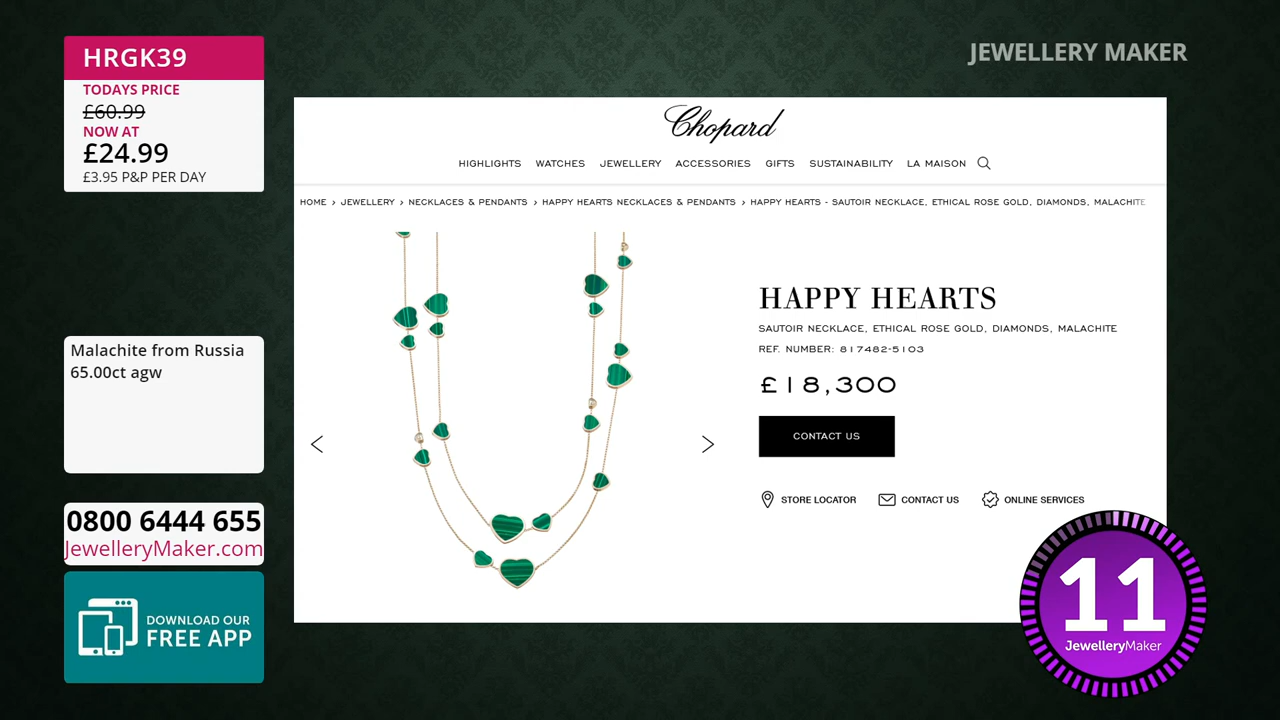 HRGK39
TODAYS PRICE
£60.99
NOW AT
£24.99
£3.95 P&P PER DAY
Malachite from Russia
65.00ct agw
0800 6444 655
JewelleryMaker.com
DOWNLOAD OUR
FREE APP
JEWELLERY MAKER
Chopard
HIGHLIGHTS WATCHES JEWELLERY ACCESSORIES GIFTS SUSTAINABILITY LA MAISON
HOME › JEWELLERY › NECKLACES & PENDANTS › HAPPY HEARTS NECKLACES & PENDANTS › HAPPY HEARTS - SAUTOIR NECKLACE, ETHICAL ROSE GOLD, DIAMONDS, MALACHITE
HAPPY HEARTS
SAUTOIR NECKLACE, ETHICAL ROSE GOLD, DIAMONDS, MALACHITE
REF. NUMBER: 817482-5103
£18,300
CONTACT US
STORE LOCATOR CONTACT US ONLINE SERVICES
11
JewelleryMaker